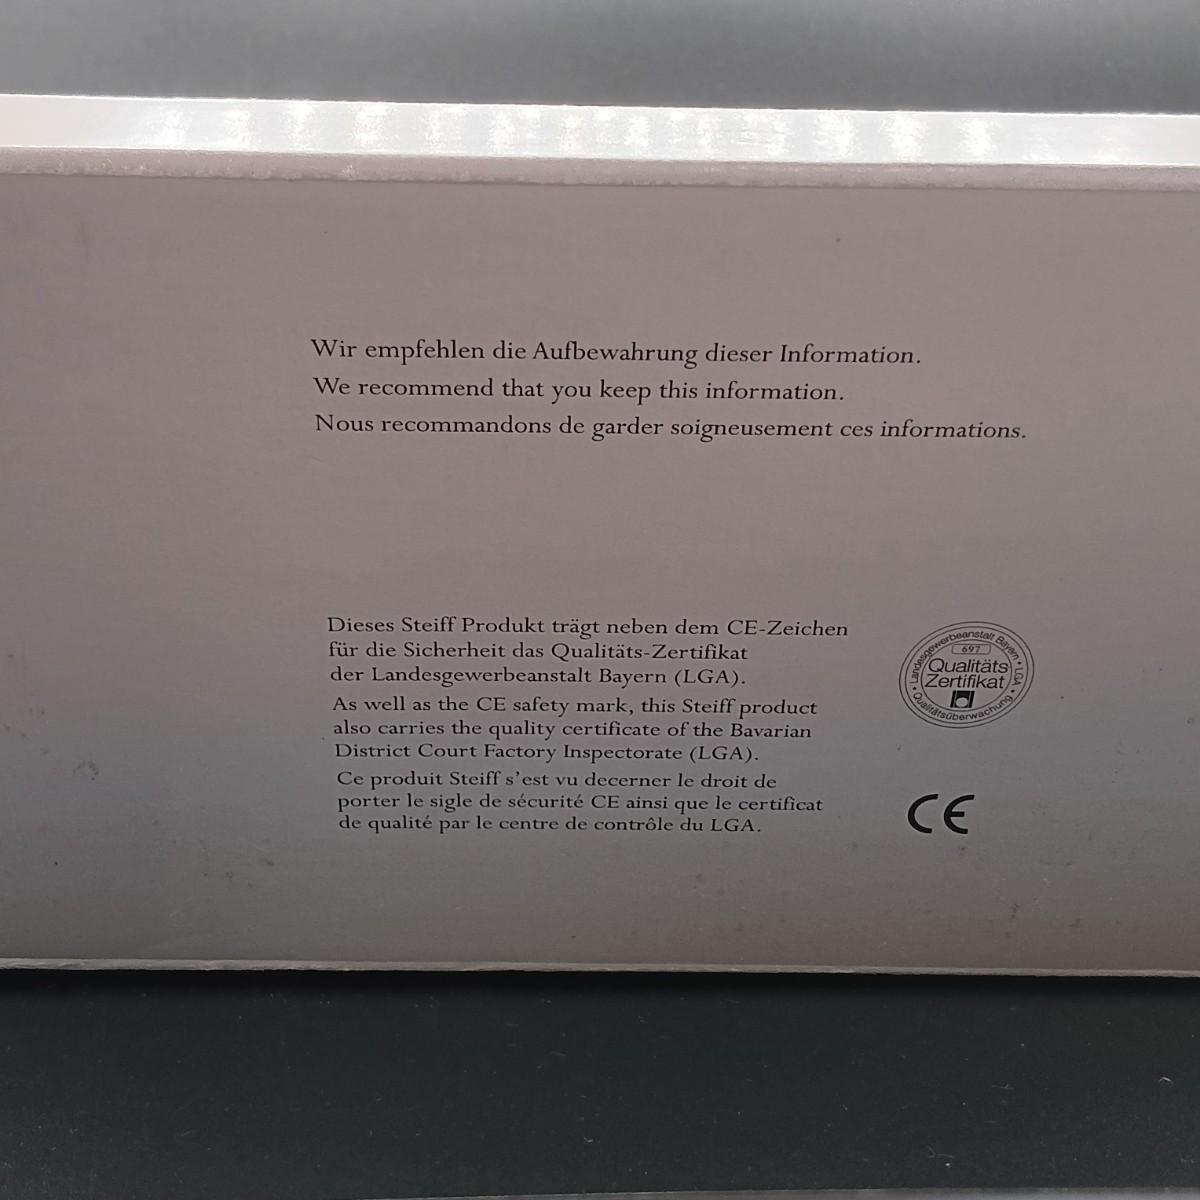 Wir empfehlen die Aufbewahrung dieser Information.
We recommend that you keep this information.
Nous recommandons de garder soigneusement ces informations.
Dieses Steiff Produkt trägt neben dem CE-Zeichen
für die Sicherheit das Qualitäts-Zertifikat
der Landesgewerbeanstalt Bayern (LGA).
As well as the CE safety mark, this Steiff product
also carries the quality certificate of the Bavarian
District Court Factory Inspectorate (LGA).
Ce produit Steiff s'est vu decerner le droit de
porter le sigle de sécurité CE ainsi que le certificat
de qualité par le centre de contrôle du LGA.
Landesgewerbeanstalt Bayern • LGA •
697
Qualitäts
Zertifikat
• Qualitätsüberwachung •
CE